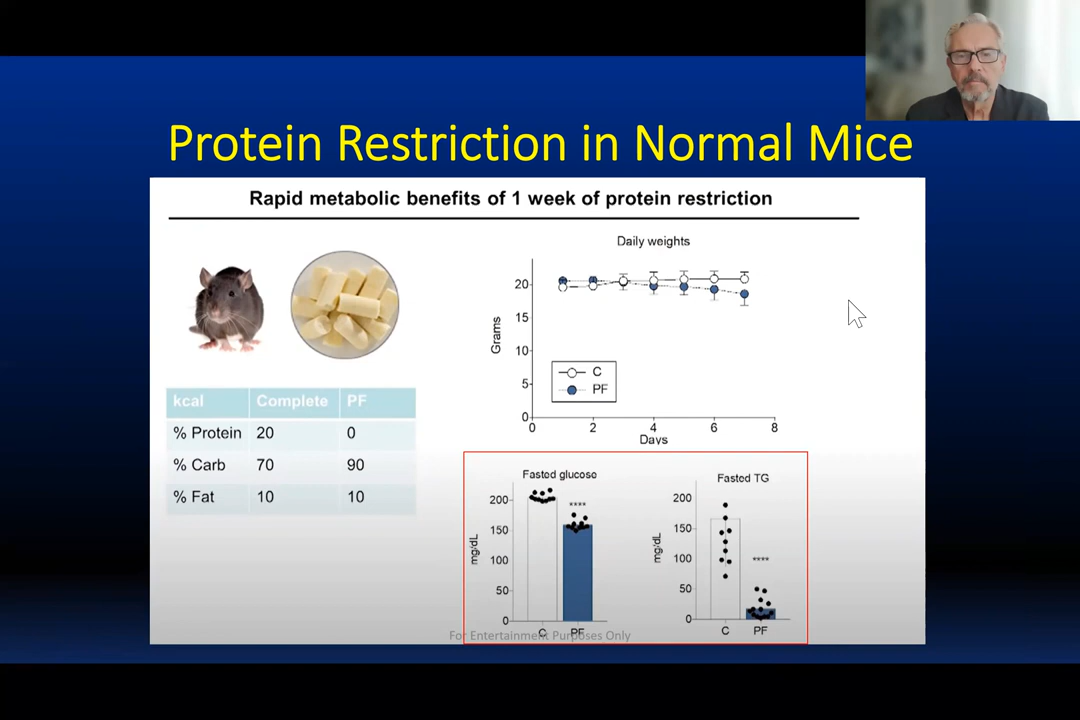 Protein Restriction in Normal Mice
Rapid metabolic benefits of 1 week of protein restriction
kcal Complete PF
% Protein 20 0
% Carb 70 90
% Fat 10 10
Daily weights
Grams
20
15
10
5
0
C
PF
0 2 4 6 8
Days
Fasted glucose
mg/dL
200
150
100
50
0
****
C PF
Fasted TG
mg/dL
200
150
100
50
0
****
C PF
For Entertainment Purposes Only